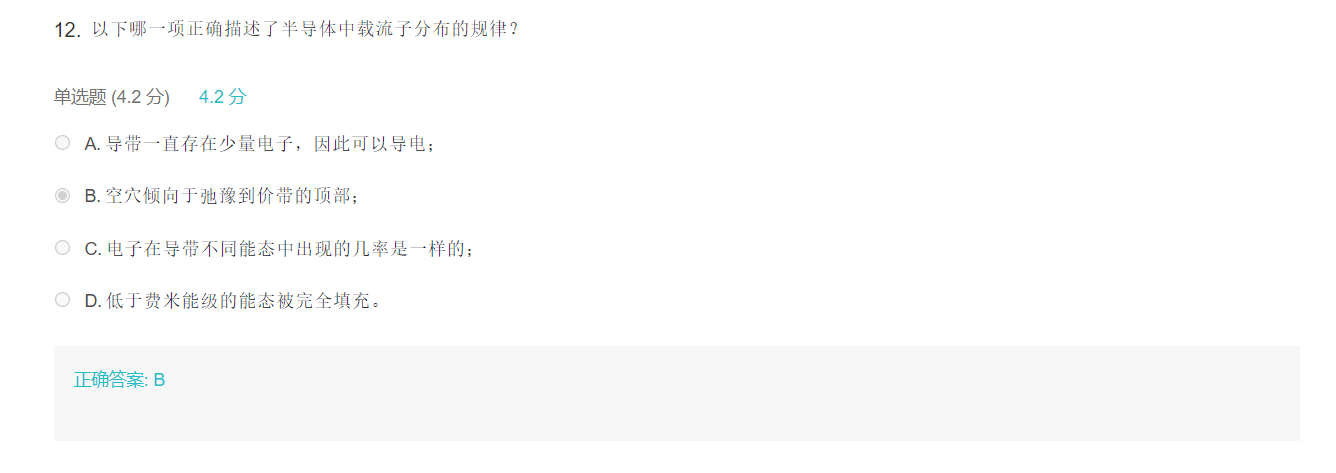 12. 以下哪一项正确描述了半导体中载流子分布的规律？
单选题 (4.2 分) 4.2 分
A. 导带一直存在少量电子，因此可以导电；
B. 空穴倾向于弛豫到价带的顶部；
C. 电子在导带不同能态中出现的几率是一样的；
D. 低于费米能级的能态被完全填充。
正确答案: B